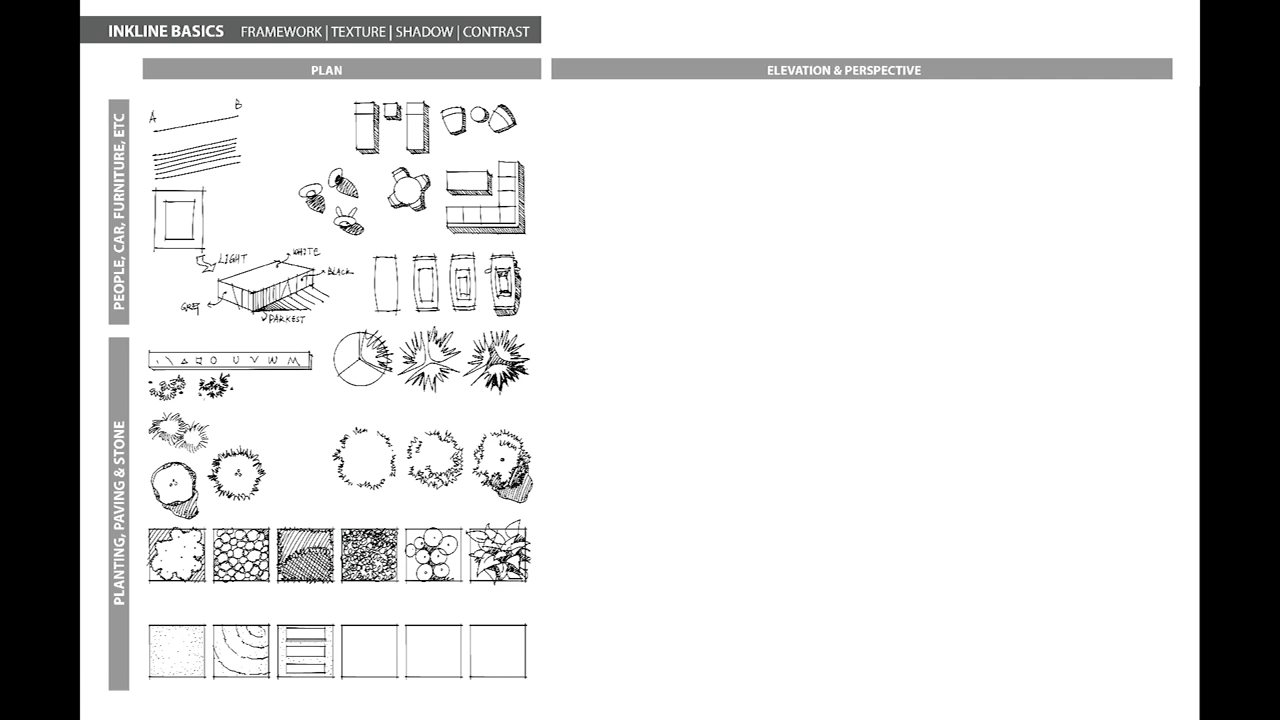 INKLINE BASICS FRAMEWORK | TEXTURE | SHADOW | CONTRAST
PLAN
ELEVATION & PERSPECTIVE
PEOPLE, CAR, FURNITURE, ETC
A
B
LIGHT
WHITE
BLACK
GREY
DARKEST
O U V W M
PLANTING, PAVING & STONE